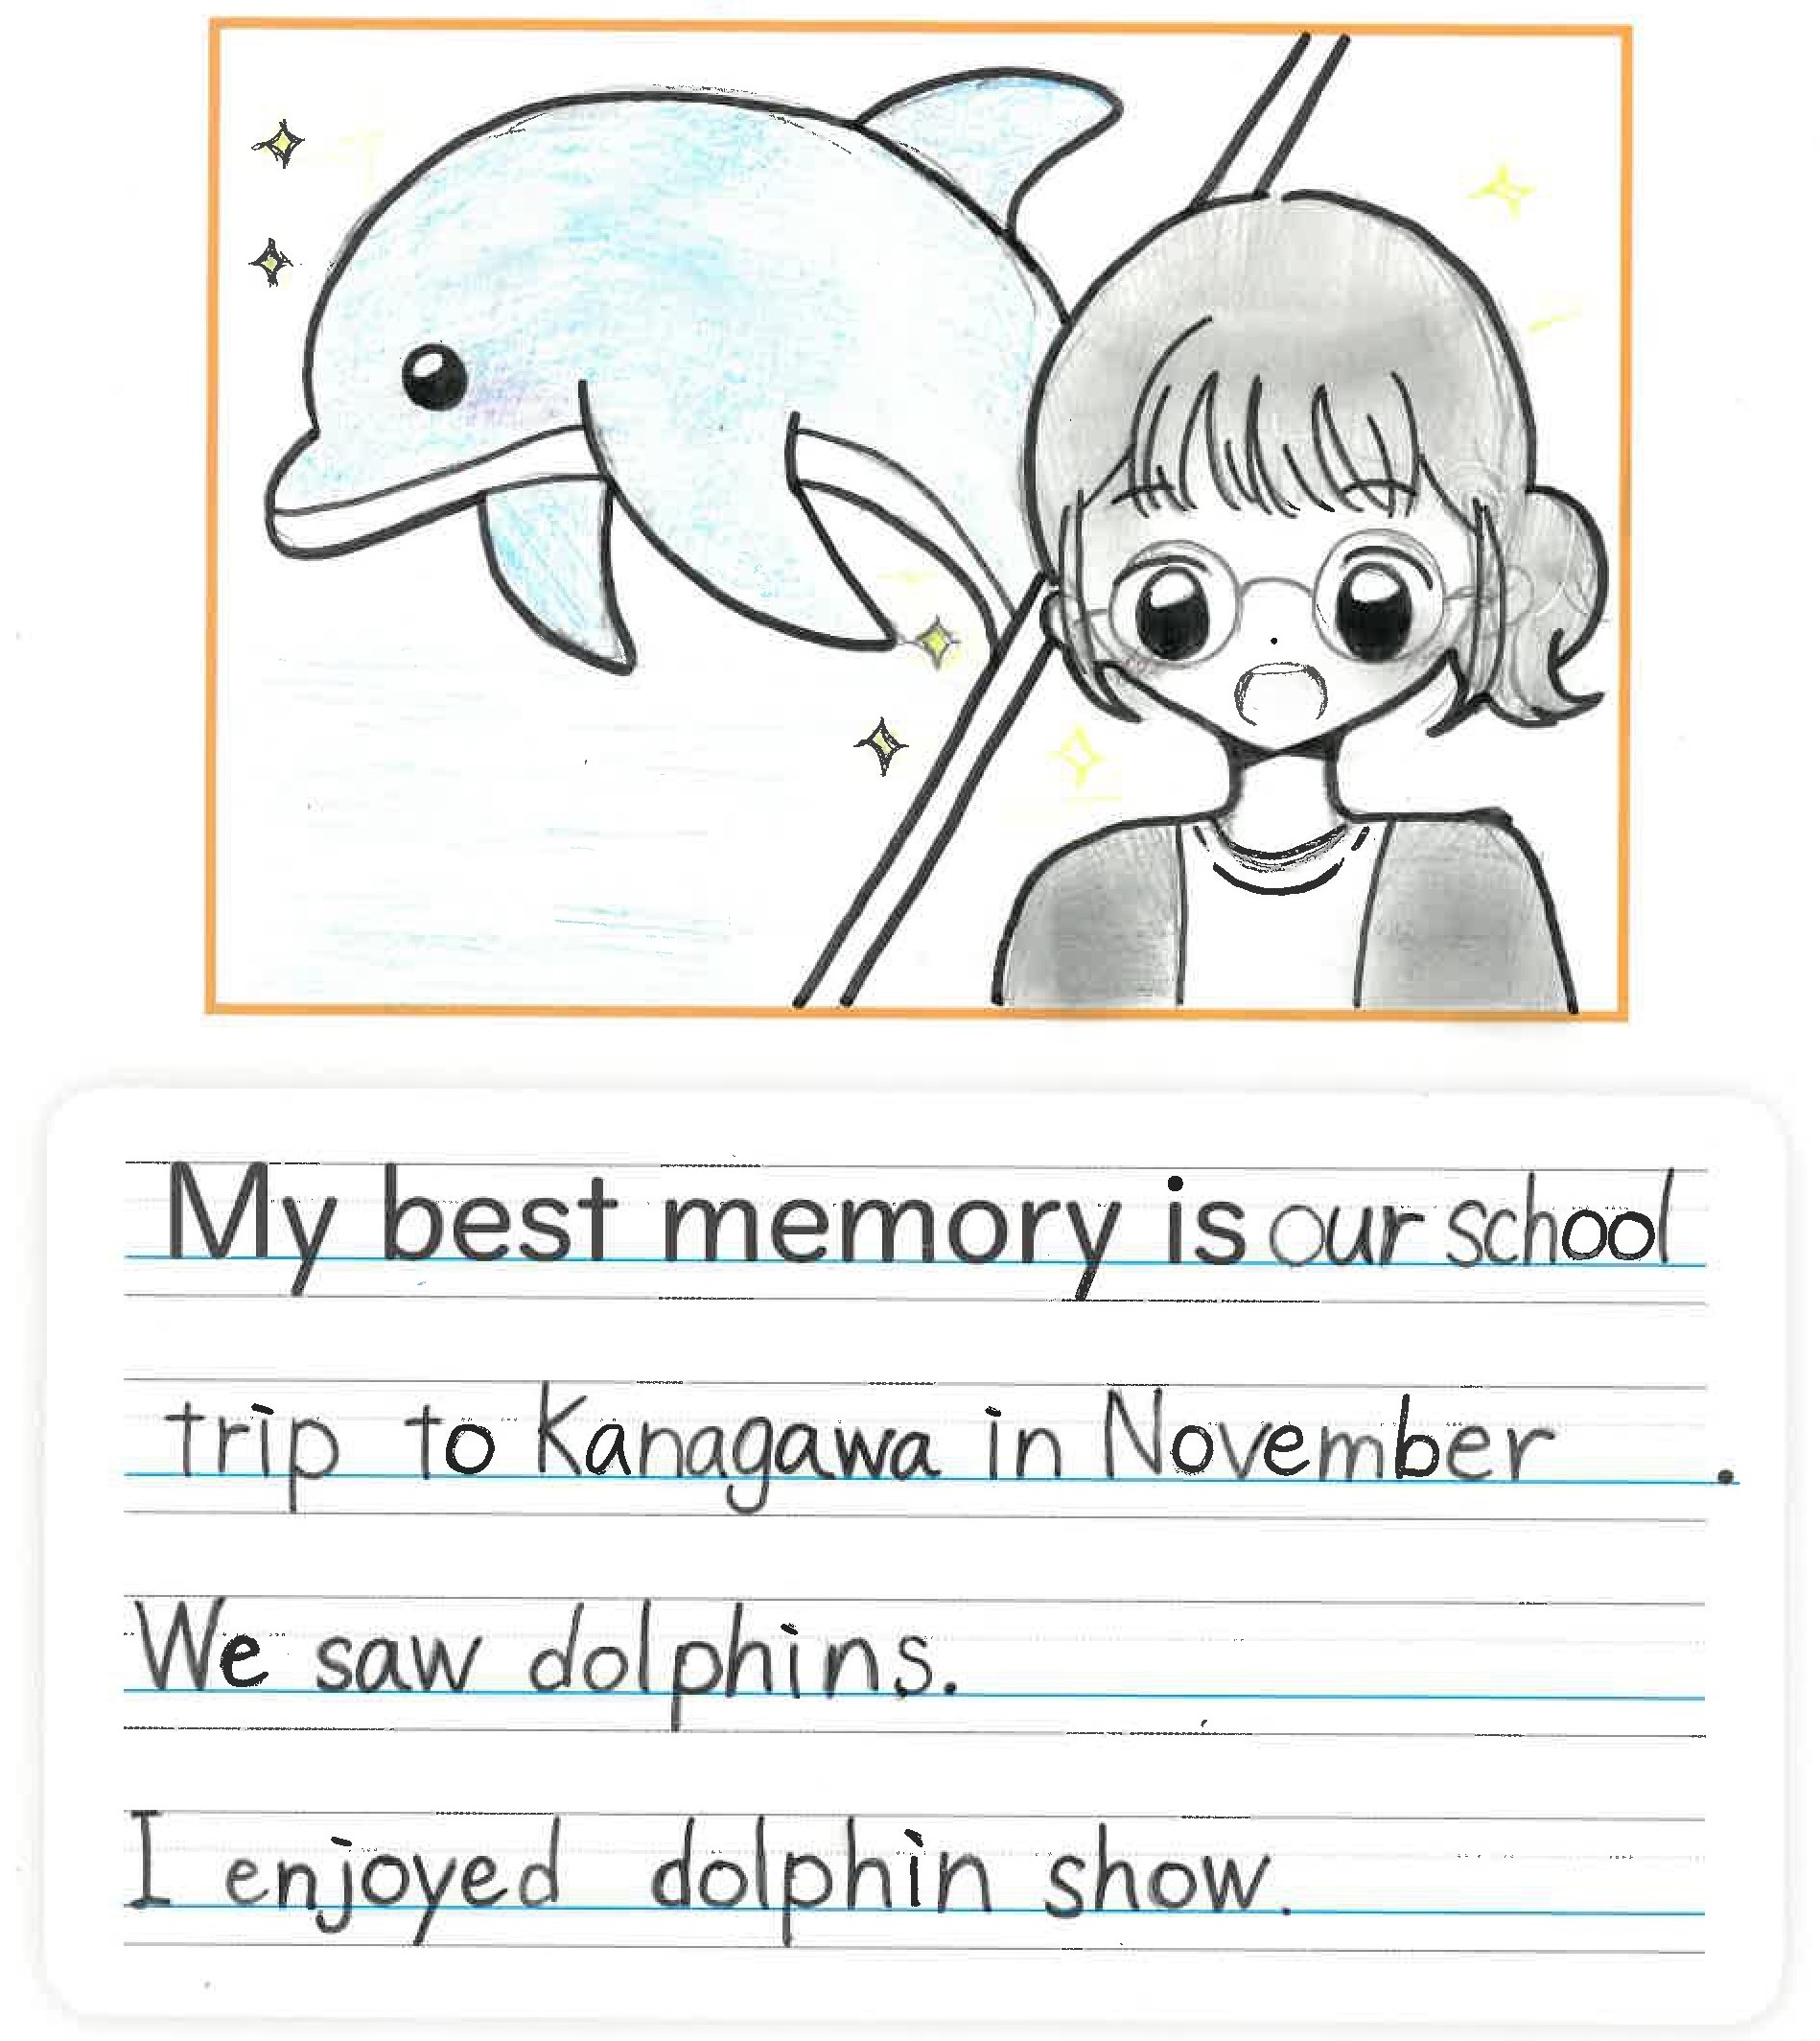 My best memory is our school
trip to Kanagawa in November .
We saw dolphins.
I enjoyed dolphin show.